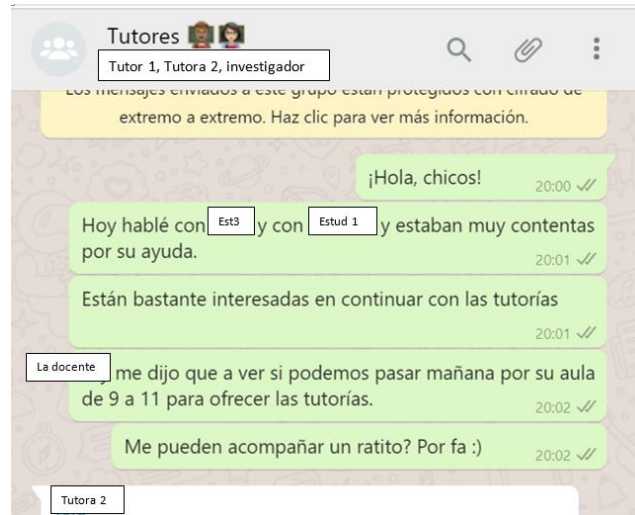 Tutores
Tutor 1, Tutora 2, investigador
Los mensajes enviados a este grupo están protegidos con cifrado de
extremo a extremo. Haz clic para ver más información.
¡Hola, chicos!
20:00
Hoy hablé con Est3 y con Estud 1 y estaban muy contentas
por su ayuda.
20:01
Están bastante interesadas en continuar con las tutorías
20:01
La docente me dijo que a ver si podemos pasar mañana por su aula
de 9 a 11 para ofrecer las tutorías.
20:02
Me pueden acompañar un ratito? Por fa :)
20:02
Tutora 2